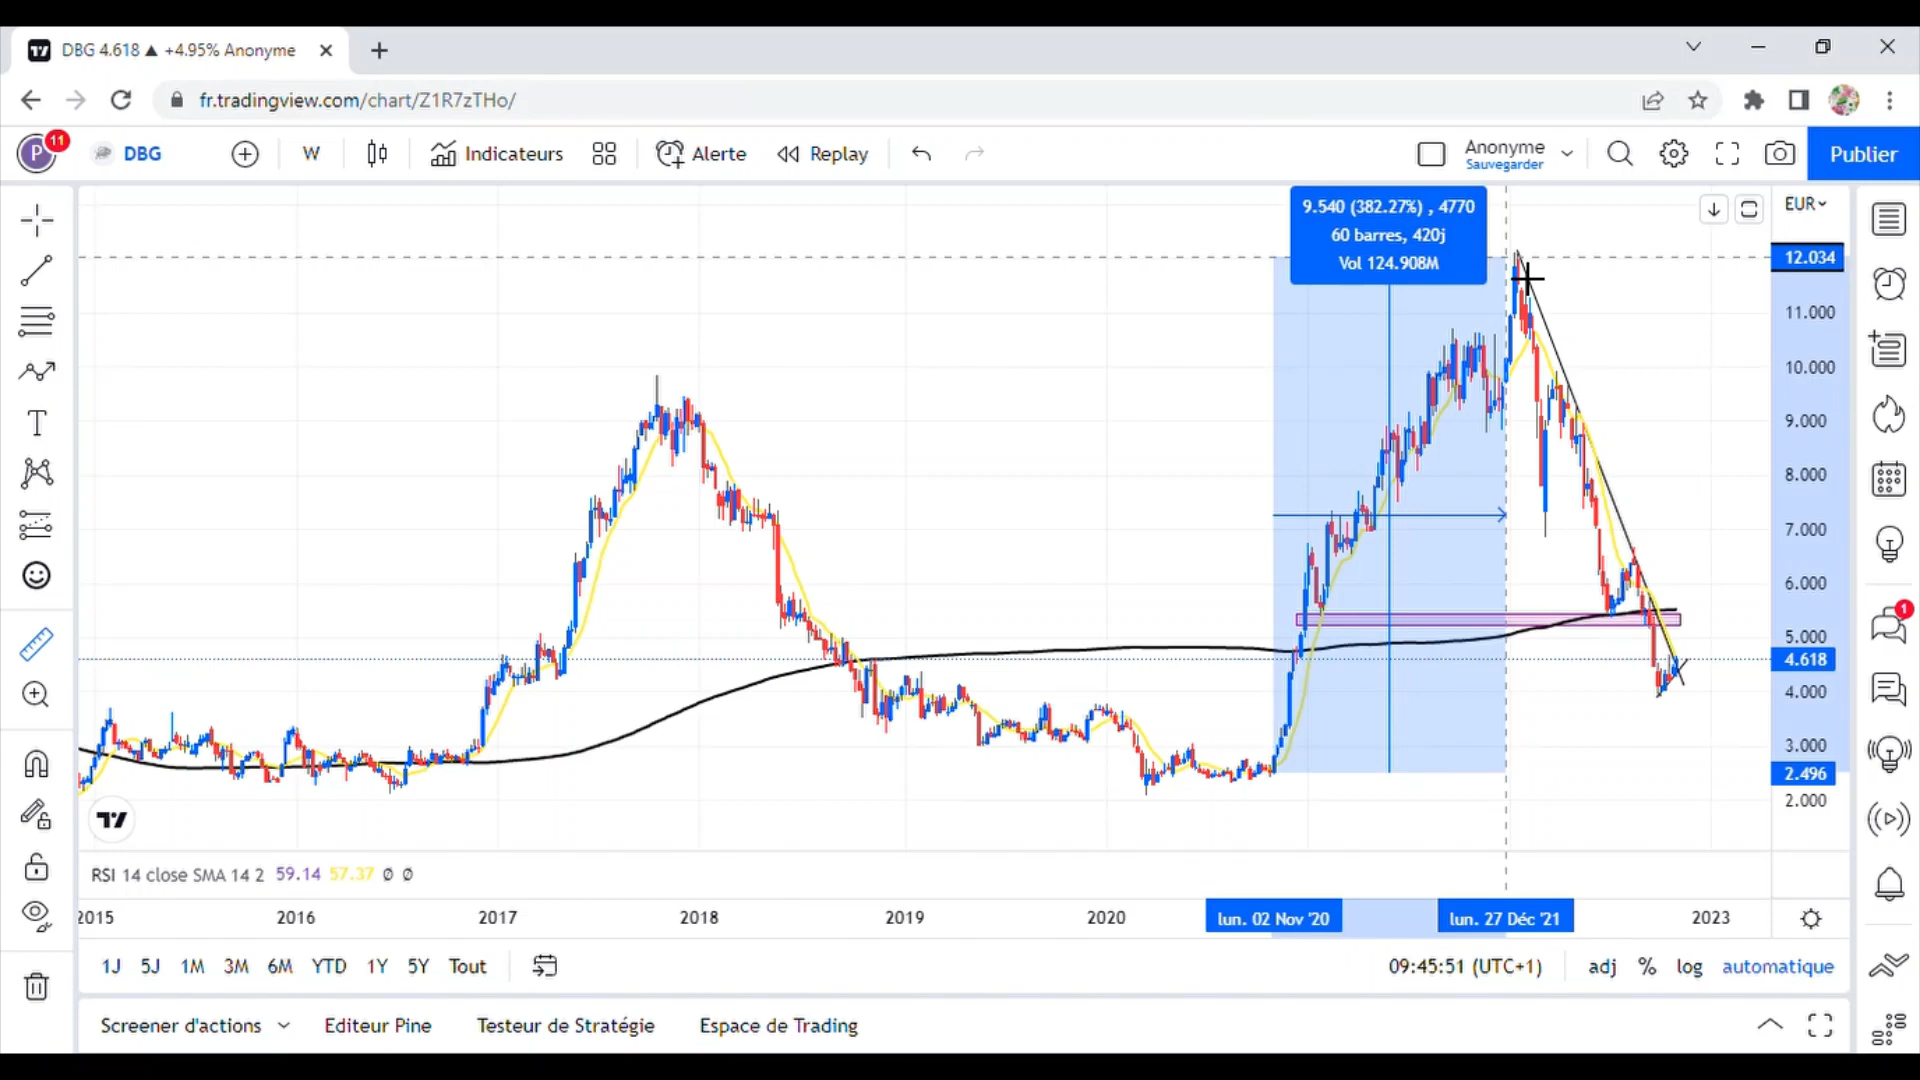 DBG 4.618 ▲ +4.95% Anonyme
fr.tradingview.com/chart/Z1R7zTHo/
P
11
DBG
W
Indicateurs
Alerte
Replay
Anonyme
Sauvegarder
Publier
9.540 (382.27%) , 4770
60 barres, 420j
Vol 124.908M
EUR
12.034
11.000
10.000
9.000
8.000
7.000
6.000
5.000
4.618
4.000
3.000
2.496
2.000
1
RSI 14 close SMA 14 2 59.14 57.37 Ø Ø
2015
2016
2017
2018
2019
2020
lun. 02 Nov '20
lun. 27 Déc '21
2023
1J 5J 1M 3M 6M YTD 1Y 5Y Tout
09:45:51 (UTC+1)
adj % log automatique
Screener d'actions
Editeur Pine
Testeur de Stratégie
Espace de Trading